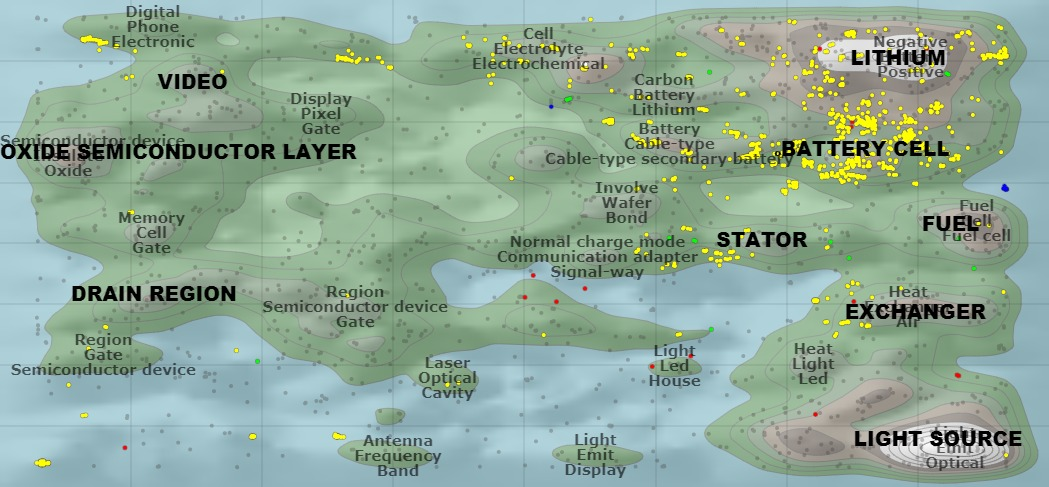 Digital
Phone
Electronic
Cell
Electrolyte
Electrochemical
Negative
LITHIUM
Positive
VIDEO
Carbon
Battery
Lithium
Display
Pixel
Gate
Semiconductor device
OXIDE SEMICONDUCTOR LAYER
Oxide
Battery
Cable-type
Cable-type secondary battery
BATTERY CELL
Involve
Wafer
Bond
Memory
Cell
Gate
Fuel
FUEL
Cell
Fuel cell
Normal charge mode
Communication adapter
Signal-way
STATOR
DRAIN REGION
Region
Semiconductor device
Gate
Heat
EXCHANGER
Air
Region
Gate
Semiconductor device
Laser
Optical
Cavity
Light
Led
House
Heat
Light
Led
Antenna
Frequency
Band
Light
Emit
Display
LIGHT SOURCE
Emit
Optical